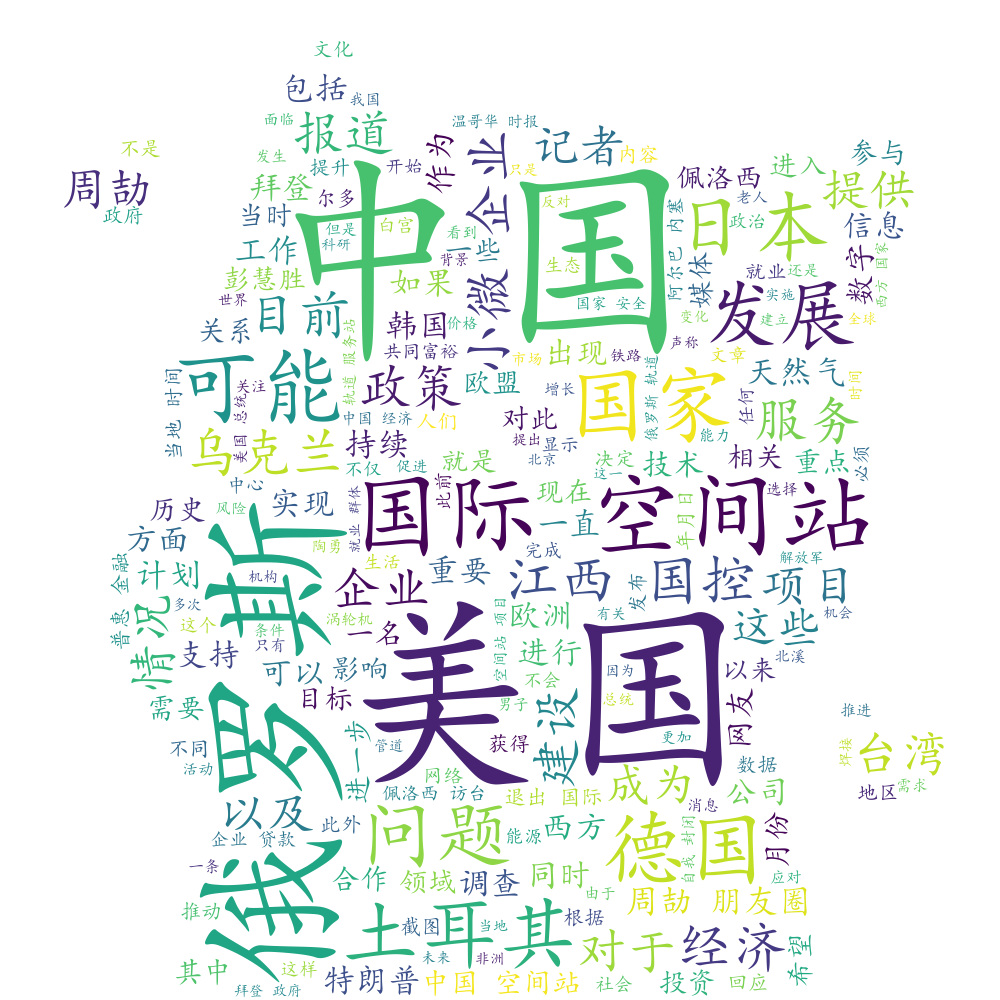 文化
包括
我国
面临
报道
温哥华 时报
作为
企业
记者
内容
不是
发生
提升
开始
只是
佩洛西
进入
参与
周劼
政府
拜登
尔多
中国
老人
提供
当时
但是
白宫
看到
反对
内塞
日本
政治
信息
工作
科研
背景
一些
生态
阿尔巴
媒体
数字
国家
彭慧胜
如果
小微
就业
还是
世界
国家 安全
实施
西方
目前
韩国
价格
变化
建立
发展
全球
关系
服务站
共同富裕
市场
出现
铁路
声称
文章
可能
关注
轨道
政策
欧盟
增长
俄罗斯 轨道
国家
任何
天然气
时间
当地 时间
美国 总统
中国 经济
人们
对此
能力
服务
乌克兰
持续
提出
显示
不仅
促进
就是
北京
决定
这一
技术
相关
重点
必须
中心
此前
现在
选择
历史
风险
实现
就业 群体
国际 空间站
年月日
方面
陶勇
一直
完成
解放军
普惠 金融
计划
机构
生活
企业
重要
江西 国控
发布
项目
多次
情况
这个
条件
涡轮机
一名
欧洲
有关
机会
这些
支持
只有
空间站 项目
可以
影响
进行
因为
以来
北溪
需要
目标
美国
不会
男子
总统
建设
网友
推进
不同
管道
获得
更加
焊接
台湾
活动
进一步
网络
数据
地区
需求
俄罗斯
佩洛西 访台
退出 国际
成为
消息
公司
以及
此外
问题
能源
西方
德国
自我 封闭
月份
企业 贷款
一条
合作
领域
调查
同时
应对
推动
由于
周劼 朋友圈
土耳其
截图
当地
根据
对于
经济
希望
其中
这样
未来
非洲
拜登 政府
特朗普
中国 空间站
社会
投资
回应